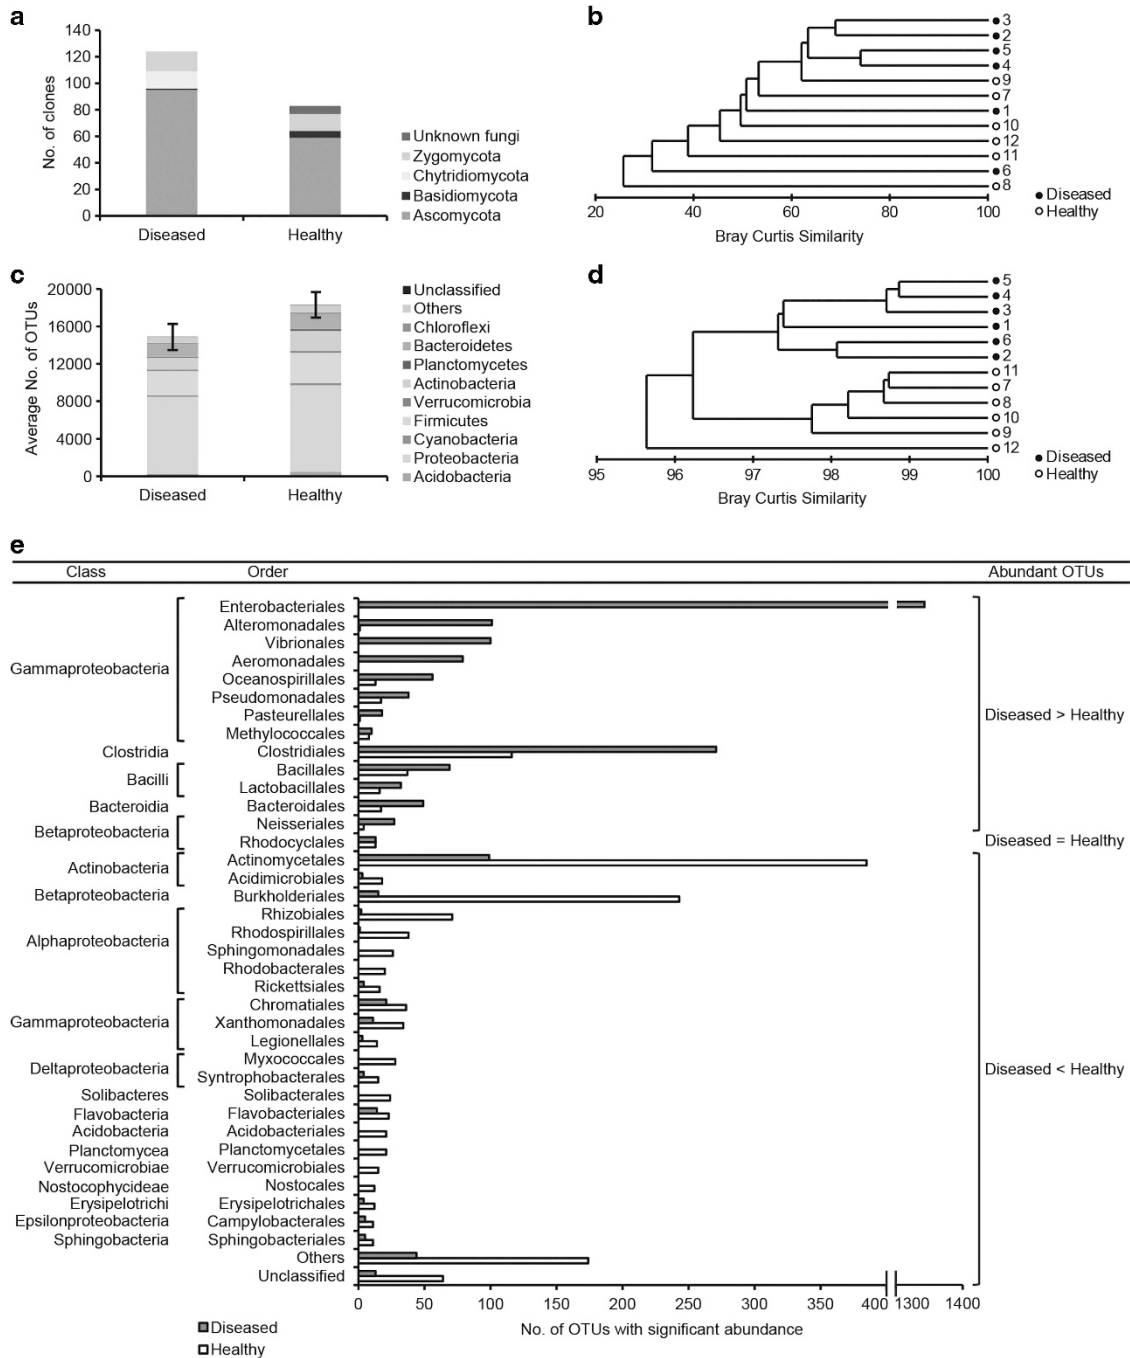 a
No. of clones
140
120
100
80
60
40
20
0
Diseased
Healthy
Unknown fungi
Zygomycota
Chytridiomycota
Basidiomycota
Ascomycota
b
3
2
5
4
9
7
1
10
12
11
6
8
20 40 60 80 100
Bray Curtis Similarity
Diseased
Healthy
c
Average No. of OTUs
20000
16000
12000
8000
4000
0
Diseased
Healthy
Unclassified
Others
Chloroflexi
Bacteroidetes
Planctomycetes
Actinobacteria
Verrucomicrobia
Firmicutes
Cyanobacteria
Proteobacteria
Acidobacteria
d
5
4
3
1
6
2
11
7
8
10
9
12
95 96 97 98 99 100
Bray Curtis Similarity
Diseased
Healthy
e
Class Order Abundant OTUs
Gammaproteobacteria
Enterobacteriales
Alteromonadales
Vibrionales
Aeromonadales
Oceanospirillales
Pseudomonadales
Pasteurellales
Methylococcales
Clostridia Clostridiales
Bacilli
Bacillales
Lactobacillales
Bacteroidia Bacteroidales
Betaproteobacteria
Neisseriales
Rhodocyclales
Actinobacteria
Actinomycetales
Acidimicrobiales
Betaproteobacteria Burkholderiales
Alphaproteobacteria
Rhizobiales
Rhodospirillales
Sphingomonadales
Rhodobacterales
Rickettsiales
Gammaproteobacteria
Chromatiales
Xanthomonadales
Legionellales
Deltaproteobacteria
Myxococcales
Syntrophobacterales
Solibacteres Solibacterales
Flavobacteria Flavobacteriales
Acidobacteria Acidobacteriales
Planctomycea Planctomycetales
Verrucomicrobiae Verrucomicrobiales
Nostocophycideae Nostocales
Erysipelotrichi Erysipelotrichales
Epsilonproteobacteria Campylobacterales
Sphingobacteria Sphingobacteriales
Others
Unclassified
Diseased > Healthy
Diseased = Healthy
Diseased < Healthy
0 50 100 150 200 250 300 350 400 1300 1400
No. of OTUs with significant abundance
Diseased
Healthy